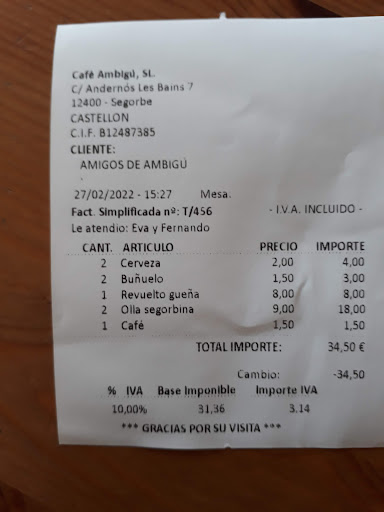 Cafè Ambigú, SL.
C/ Andernós Les Bains 7
12400 - Segorbe
CASTELLON
C.I.F. B12487385
CLIENTE:
AMIGOS DE AMBIGÚ
.
27/02/2022 - 15:27 Mesa.
Fact. Simplificada nº: T/456 - I.V.A. INCLUIDO -
Le atendio: Eva y Fernando
CANT. ARTICULO PRECIO IMPORTE
2 Cerveza 2,00 4,00
2 Buñuelo 1,50 3,00
1 Revuelto gueña 8,00 8,00
2 Olla segorbina 9,00 18,00
1 Café 1,50 1,50
TOTAL IMPORTE: 34,50 €
Cambio: -34,50
% IVA Base Imponible Importe IVA
10,00% 31,36 3.14
*** GRACIAS POR SU VISITA ***